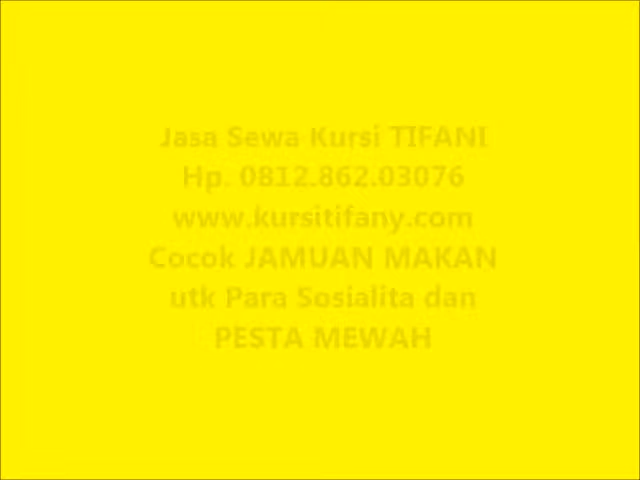 Jasa Sewa Kursi TIFANI
Hp. 0812.862.03076
www.kursitifany.com
Cocok JAMUAN MAKAN
utk Para Sosialita dan
PESTA MEWAH